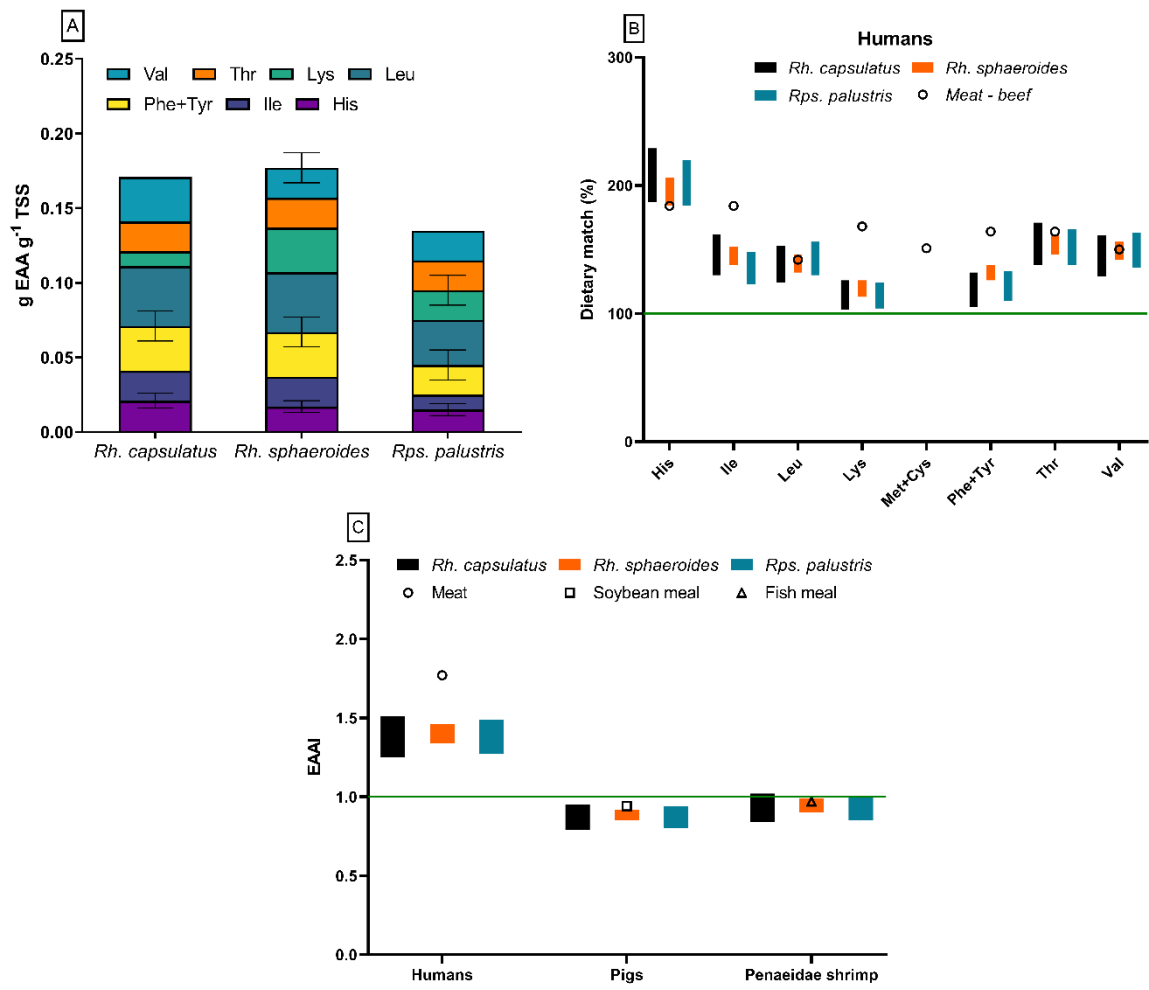 A
0.25
Val Thr Lys Leu
Phe+Tyr Ile His
0.20
0.15
0.10
0.05
0.00
g EAA g-1 TSS
Rh. capsulatus Rh. sphaeroides Rps. palustris
B
Humans
300
Rh. capsulatus Rh. sphaeroides
Rps. palustris Meat - beef
200
100
0
Dietary match (%)
His Ile Leu Lys Met+Cys Phe+Tyr Thr Val
C
2.5
Rh. capsulatus Rh. sphaeroides Rps. palustris
Meat Soybean meal Fish meal
2.0
1.5
1.0
0.5
0.0
EAAI
Humans Pigs Penaeidae shrimp